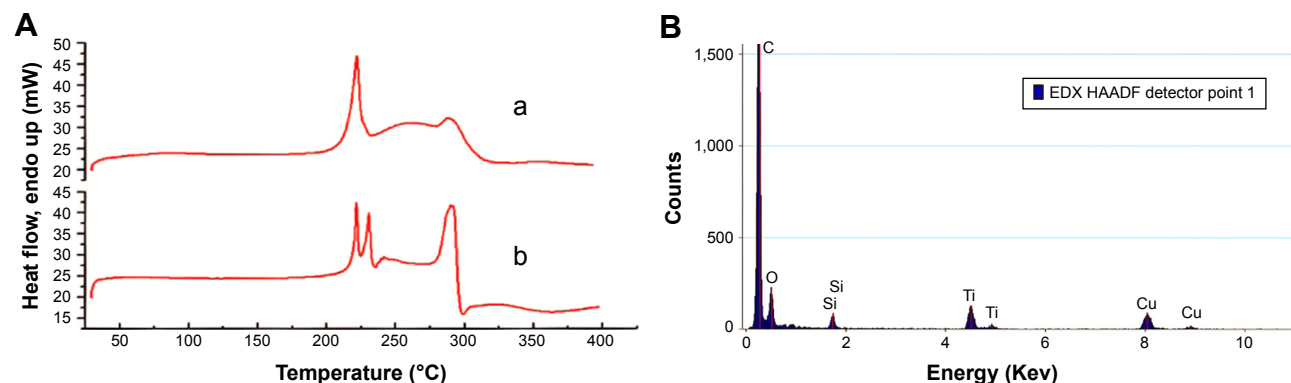 A
Heat flow, endo up (mW)
50
45
40
35
30
25
20
a
45
40
35
30
25
20
15
b
50
100
150
200
250
300
350
400
Temperature (°C)
B
Counts
1,500
1,000
500
0
C
EDX HAADF detector point 1
O
Si
Si
Ti
Ti
Cu
Cu
0
2
4
6
8
10
Energy (Kev)